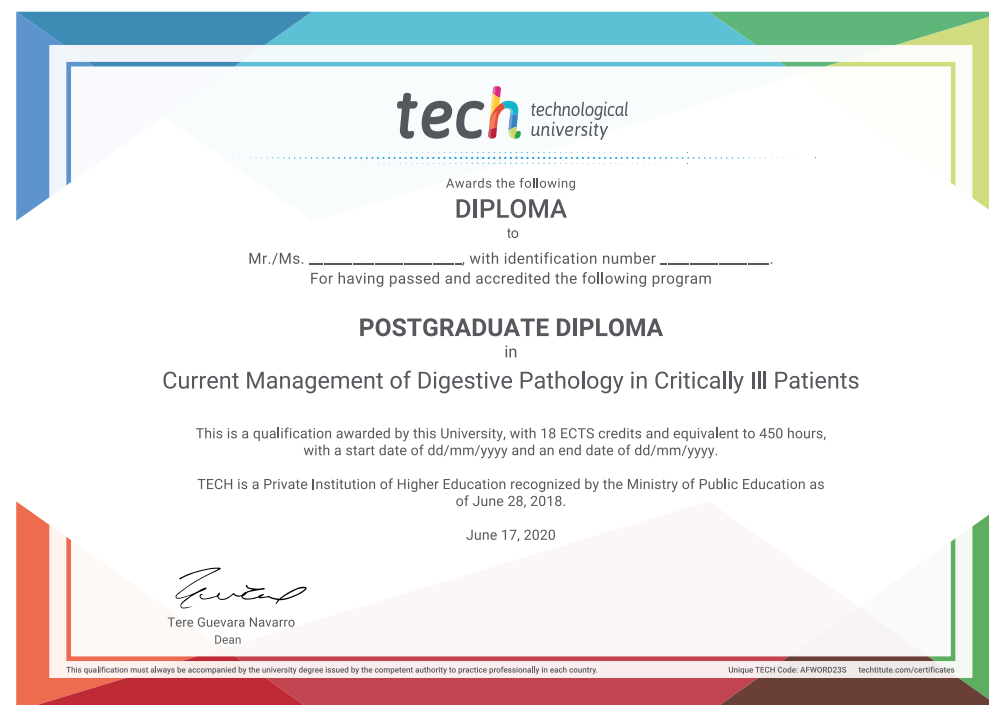 tech technological
university
Awards the following
DIPLOMA
to
Mr./Ms. ____________________, with identification number ______________.
For having passed and accredited the following program
POSTGRADUATE DIPLOMA
in
Current Management of Digestive Pathology in Critically Ill Patients
This is a qualification awarded by this University, with 18 ECTS credits and equivalent to 450 hours,
with a start date of dd/mm/yyyy and an end date of dd/mm/yyyy.
TECH is a Private Institution of Higher Education recognized by the Ministry of Public Education as
of June 28, 2018.
June 17, 2020
Tere Guevara Navarro
Dean
This qualification must always be accompanied by the university degree issued by the competent authority to practice professionally in each country.
Unique TECH Code: AFWORD23S techtitute.com/certificates